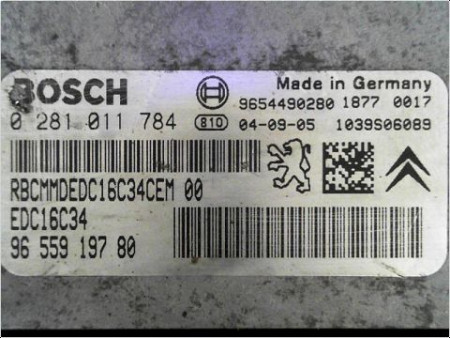 BOSCH
Made in Germany
9654490280 1877 0017
0 281 011 784 810 04-09-05 1039S06089
RBCMMDEDC16C34CEM 00
EDC16C34
96 559 197 80